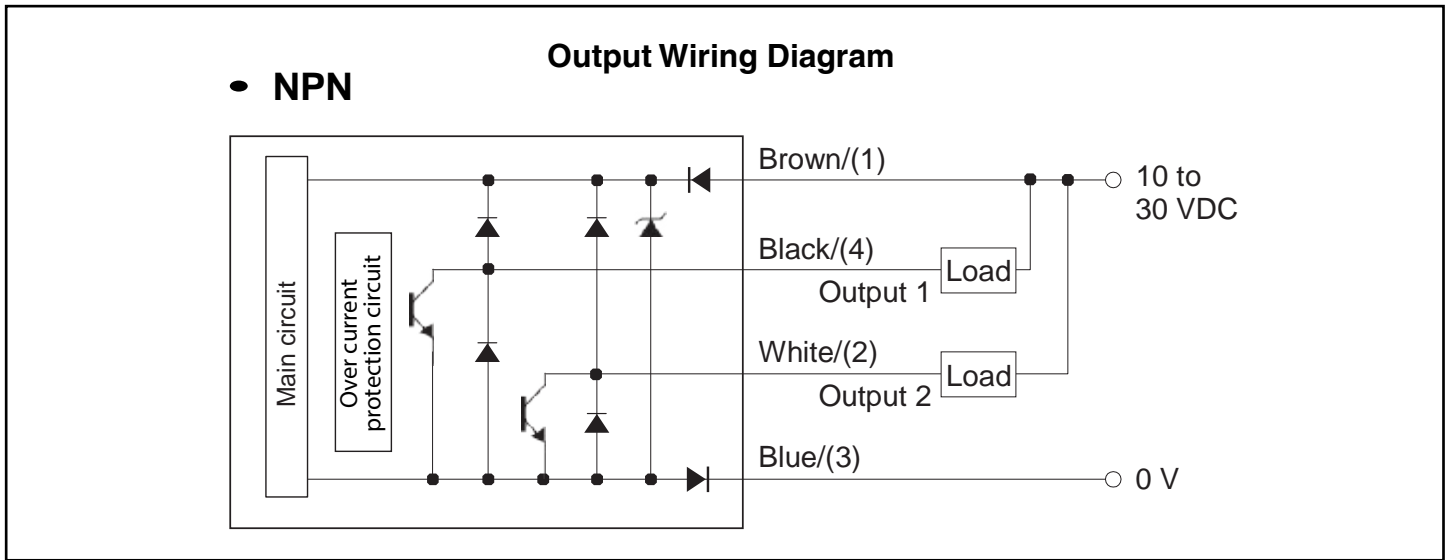 Output Wiring Diagram
• NPN
Brown/(1)
10 to
30 VDC
Black/(4)
Load
Output 1
Main circuit
Over current
protection circuit
White/(2)
Load
Output 2
Blue/(3)
0 V